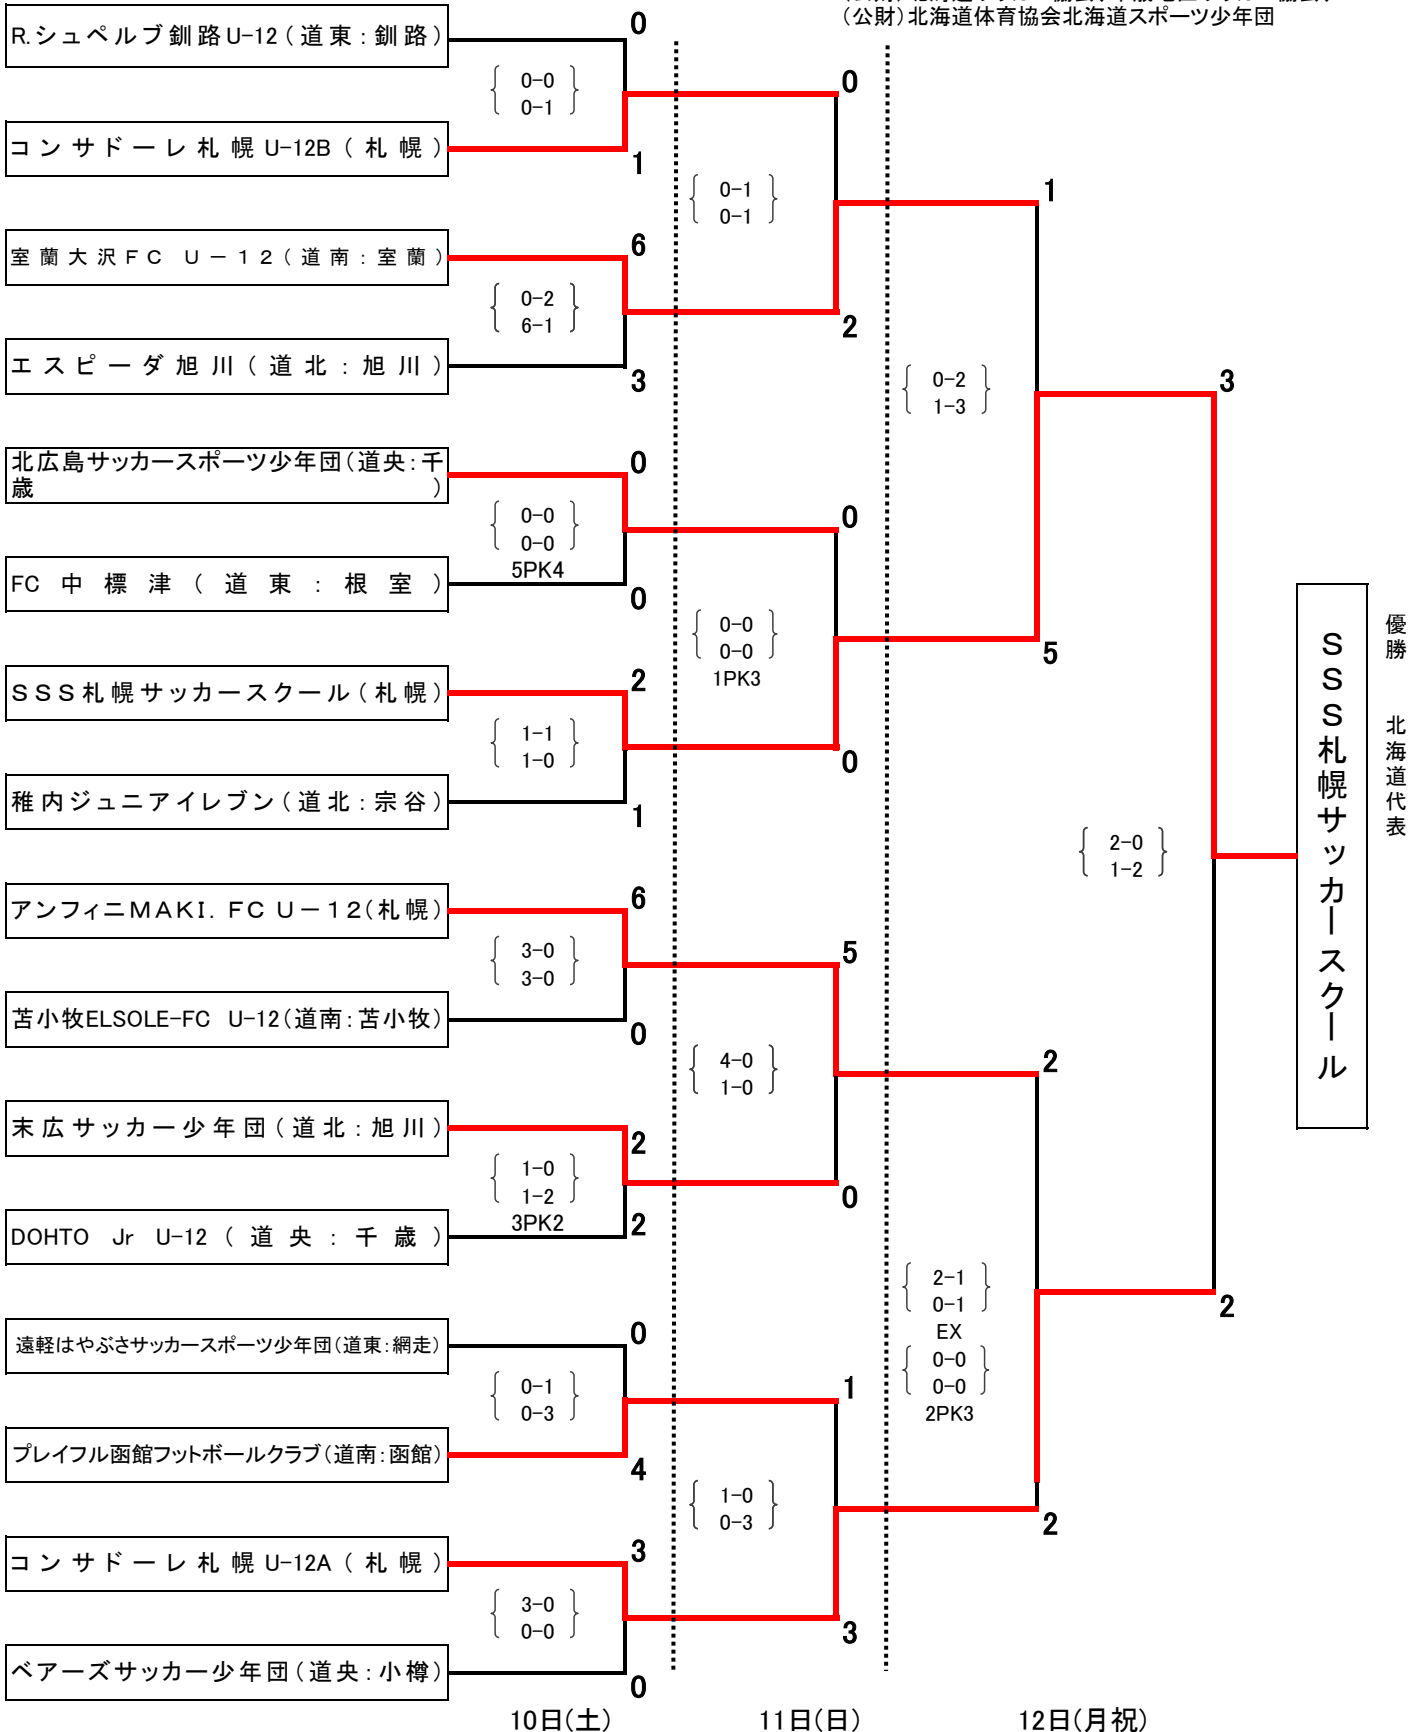 (公財)北海道体育協会北海道スポーツ少年団
R.シュペルブ釧路U-12(道東:釧路)
0
0-0
0-1
コンサドーレ札幌U-12B(札幌)
1
0
0-1
0-1
2
室蘭大沢FC U-12(道南:室蘭)
6
0-2
6-1
エスピーダ旭川(道北:旭川)
3
1
0-2
1-3
5
北広島サッカースポーツ少年団(道央:千
歳)
0
0-0
0-0
5PK4
FC中標津(道東:根室)
0
0
0-0
0-0
1PK3
0
SSS札幌サッカースクール(札幌)
2
1-1
1-0
稚内ジュニアイレブン(道北:宗谷)
1
3
2-0
1-2
2
アンフィニMAKI.FC U-12(札幌)
6
3-0
3-0
苫小牧ELSOLE-FC U-12(道南:苫小牧)
0
5
4-0
1-0
0
末広サッカー少年団(道北:旭川)
2
1-0
1-2
3PK2
DOHTO Jr U-12(道央:千歳)
2
2
2-1
0-1
EX
0-0
0-0
2PK3
2
遠軽はやぶさサッカースポーツ少年団(道東:網走)
0
0-1
0-3
プレイフル函館フットボールクラブ(道南:函館)
4
1
1-0
0-3
3
コンサドーレ札幌U-12A(札幌)
3
3-0
0-0
ベアーズサッカー少年団(道央:小樽)
0
SSS札幌サッカースクール
優勝 北海道代表
10日(土)
11日(日)
12日(月祝)